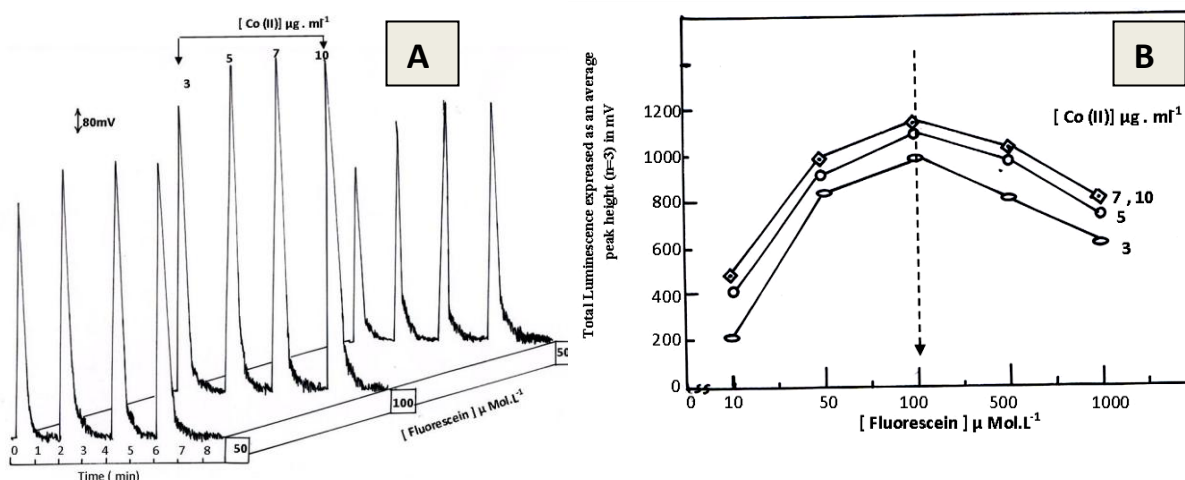 [ Co (II)] µg . ml-1
3
5
7
10
A
80mV
0 1 2 3 4 5 6 7 8
Time ( min)
50
100
50
[ Fluorescein ] µ Mol.L-1
B
Total Luminescence expreased as an average
peak height (n=3) in mV
1200
1000
800
600
400
200
0
[ Co (II)] µg . ml-1
7 , 10
5
3
0 10 50 100 500 1000
[ Fluorescein ] µ Mol.L-1